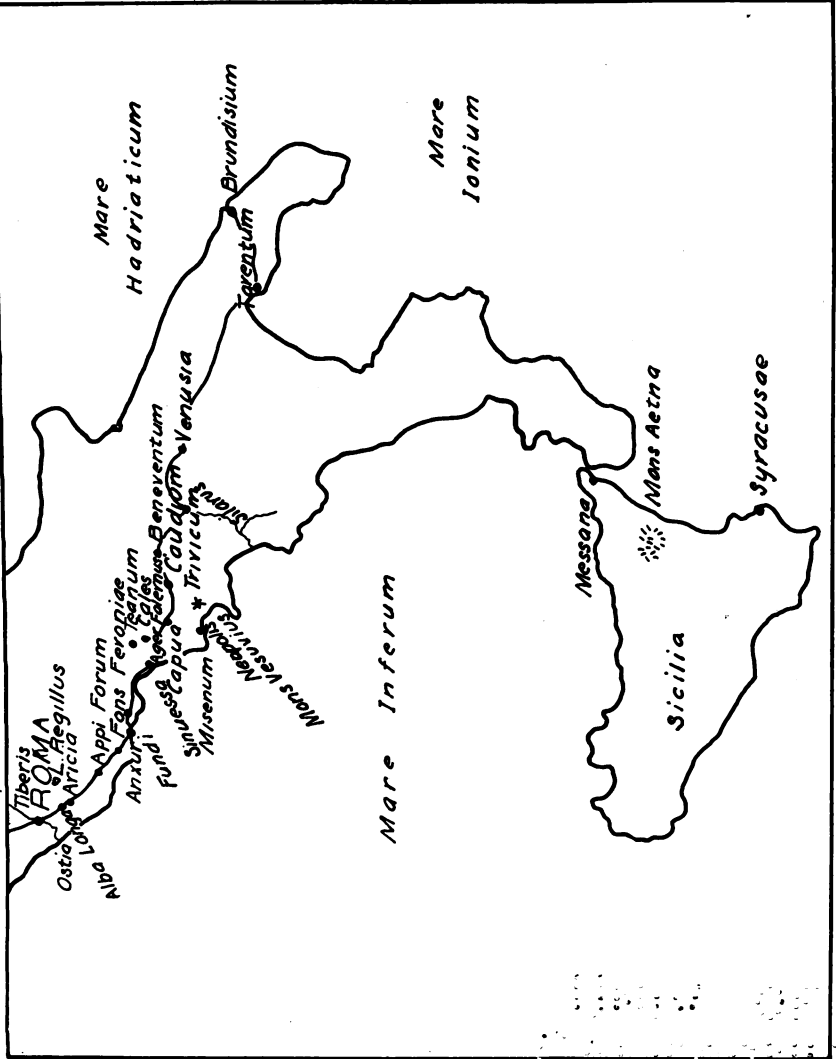 Tiberis
ROMA
L. Regillus
Aricia
Ostia
Alba Longa
Appi Forum
Fons Feroniae
Anxur
Fundi
Teanum
Cales
Ager Falernus
Sinuessa
Capua
Misenum
Neapolis
Mons Vesuvius
Beneventum
Caudium
Trivicum
Silarus
Venusia
Tarentum
Brundisium
Mare
Hadriaticum
Mare
Ionium
Mare Inferum
Messana
Mons Aetna
Syracusae
Sicilia